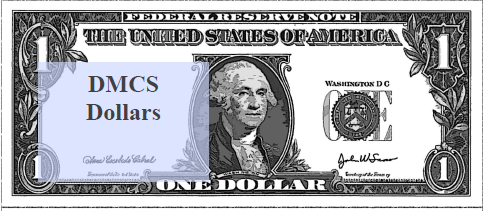 FEDERAL RESERVE NOTE
THE UNITED STATES OF AMERICA
1 1
DMCS
Dollars
WASHINGTON D C
ONE
1 1
ONE DOLLAR